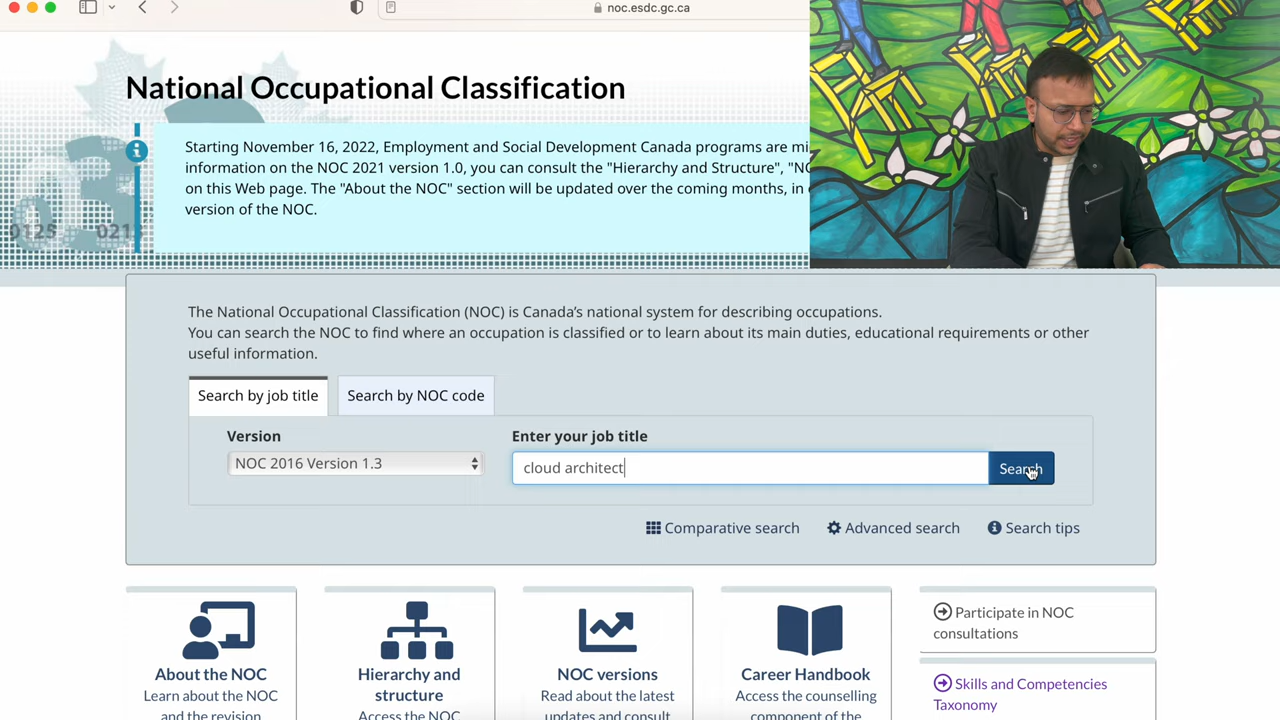 noc.esdc.gc.ca
National Occupational Classification
Starting November 16, 2022, Employment and Social Development Canada programs are
information on the NOC 2021 version 1.0, you can consult the "Hierarchy and Structure",
on this Web page. The "About the NOC" section will be updated over the coming months, in
version of the NOC.
0125 021
The National Occupational Classification (NOC) is Canada's national system for describing occupations.
You can search the NOC to find where an occupation is classified or to learn about its main duties, educational requirements or other
useful information.
Search by job title Search by NOC code
Version Enter your job title
NOC 2016 Version 1.3 cloud architect Search
Comparative search Advanced search Search tips
About the NOC
Learn about the NOC
and the revision
Hierarchy and
structure
Access the NOC
NOC versions
Read about the latest
updates and consult
Career Handbook
Access the counselling
component of the
Participate in NOC
consultations
Skills and Competencies
Taxonomy